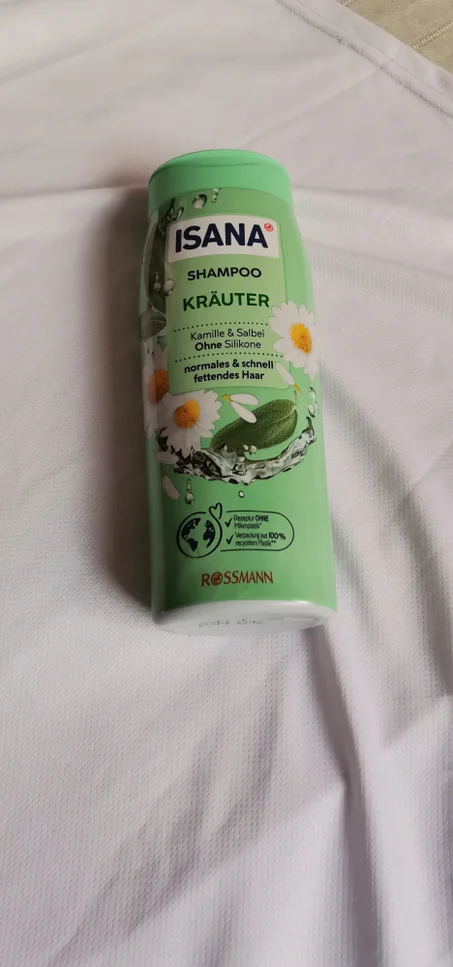 ISANA
SHAMPOO
KRÄUTER
Kamille & Salbei
Ohne Silikone
normales & schnell
fettendes Haar
Rezeptur OHNE
Mikroplastik*
Verpackung aus 100%
recyceltem Plastik**
ROSSMANN